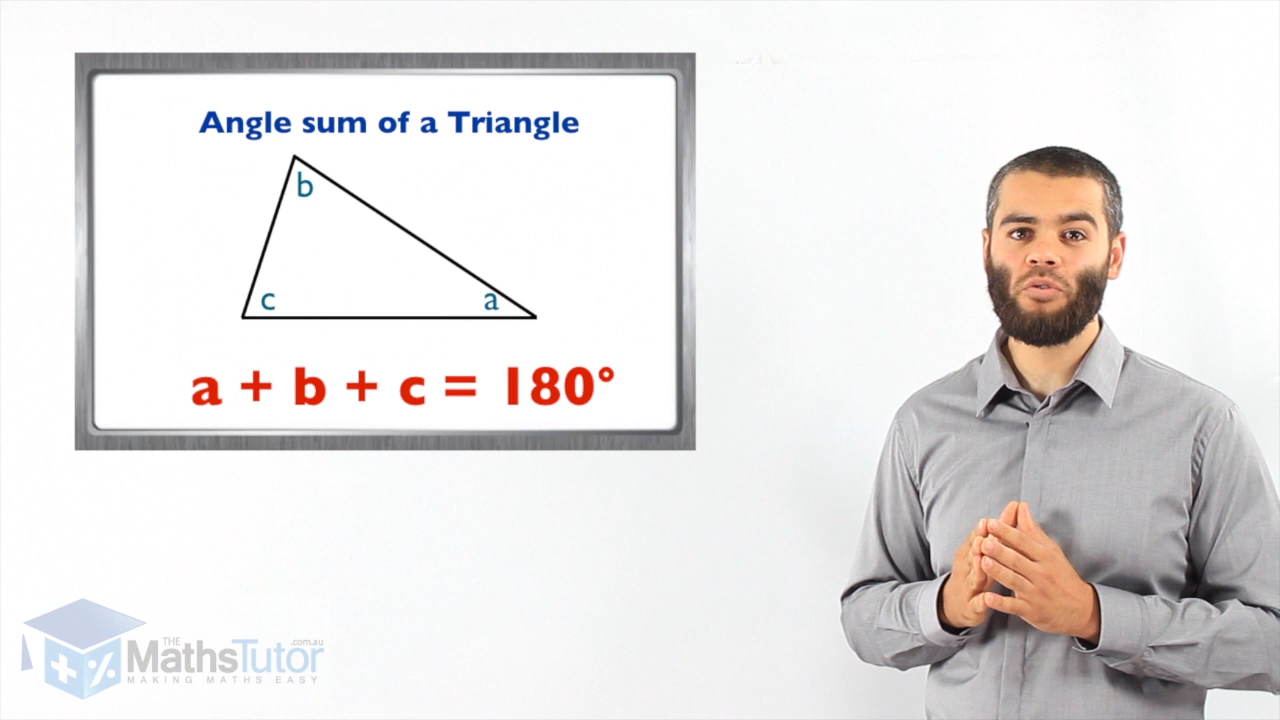 Angle sum of a Triangle
b
c
a
a + b + c = 180°
THE
.com.au
MathsTutor
MAKING MATHS EASY